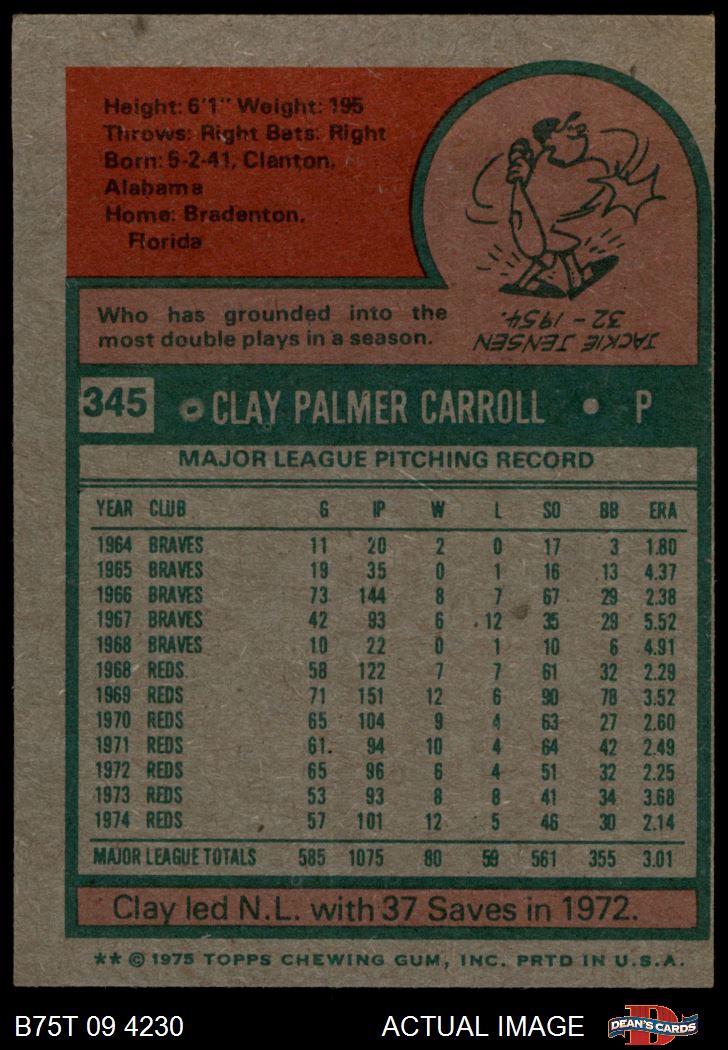 Height: 6'1" Weight: 195
Throws: Right Bats: Right
Born: 5-2-41, Clanton,
Alabama
Home: Bradenton,
Florida
Who has grounded into the
most double plays in a season.
JACKIE JENSEN
32 - 1954.
345 CLAY PALMER CARROLL • P
MAJOR LEAGUE PITCHING RECORD
YEAR CLUB G IP W L SO BB ERA
1964 BRAVES 11 20 2 0 17 3 1.80
1965 BRAVES 19 35 0 1 16 13 4.37
1966 BRAVES 73 144 8 7 67 29 2.38
1967 BRAVES 42 93 6 12 35 29 5.52
1968 BRAVES 10 22 0 1 10 6 4.91
1968 REDS 58 122 7 7 61 32 2.29
1969 REDS 71 151 12 6 90 78 3.52
1970 REDS 65 104 9 4 63 27 2.60
1971 REDS 61 94 10 4 64 42 2.49
1972 REDS 65 96 6 4 51 32 2.25
1973 REDS 53 93 8 8 41 34 3.68
1974 REDS 57 101 12 5 46 30 2.14
MAJOR LEAGUE TOTALS 585 1075 80 59 561 355 3.01
Clay led N.L. with 37 Saves in 1972.
** © 1975 TOPPS CHEWING GUM, INC. PRTD IN U.S.A.
B75T 09 4230 ACTUAL IMAGE D DEAN'S CARDS